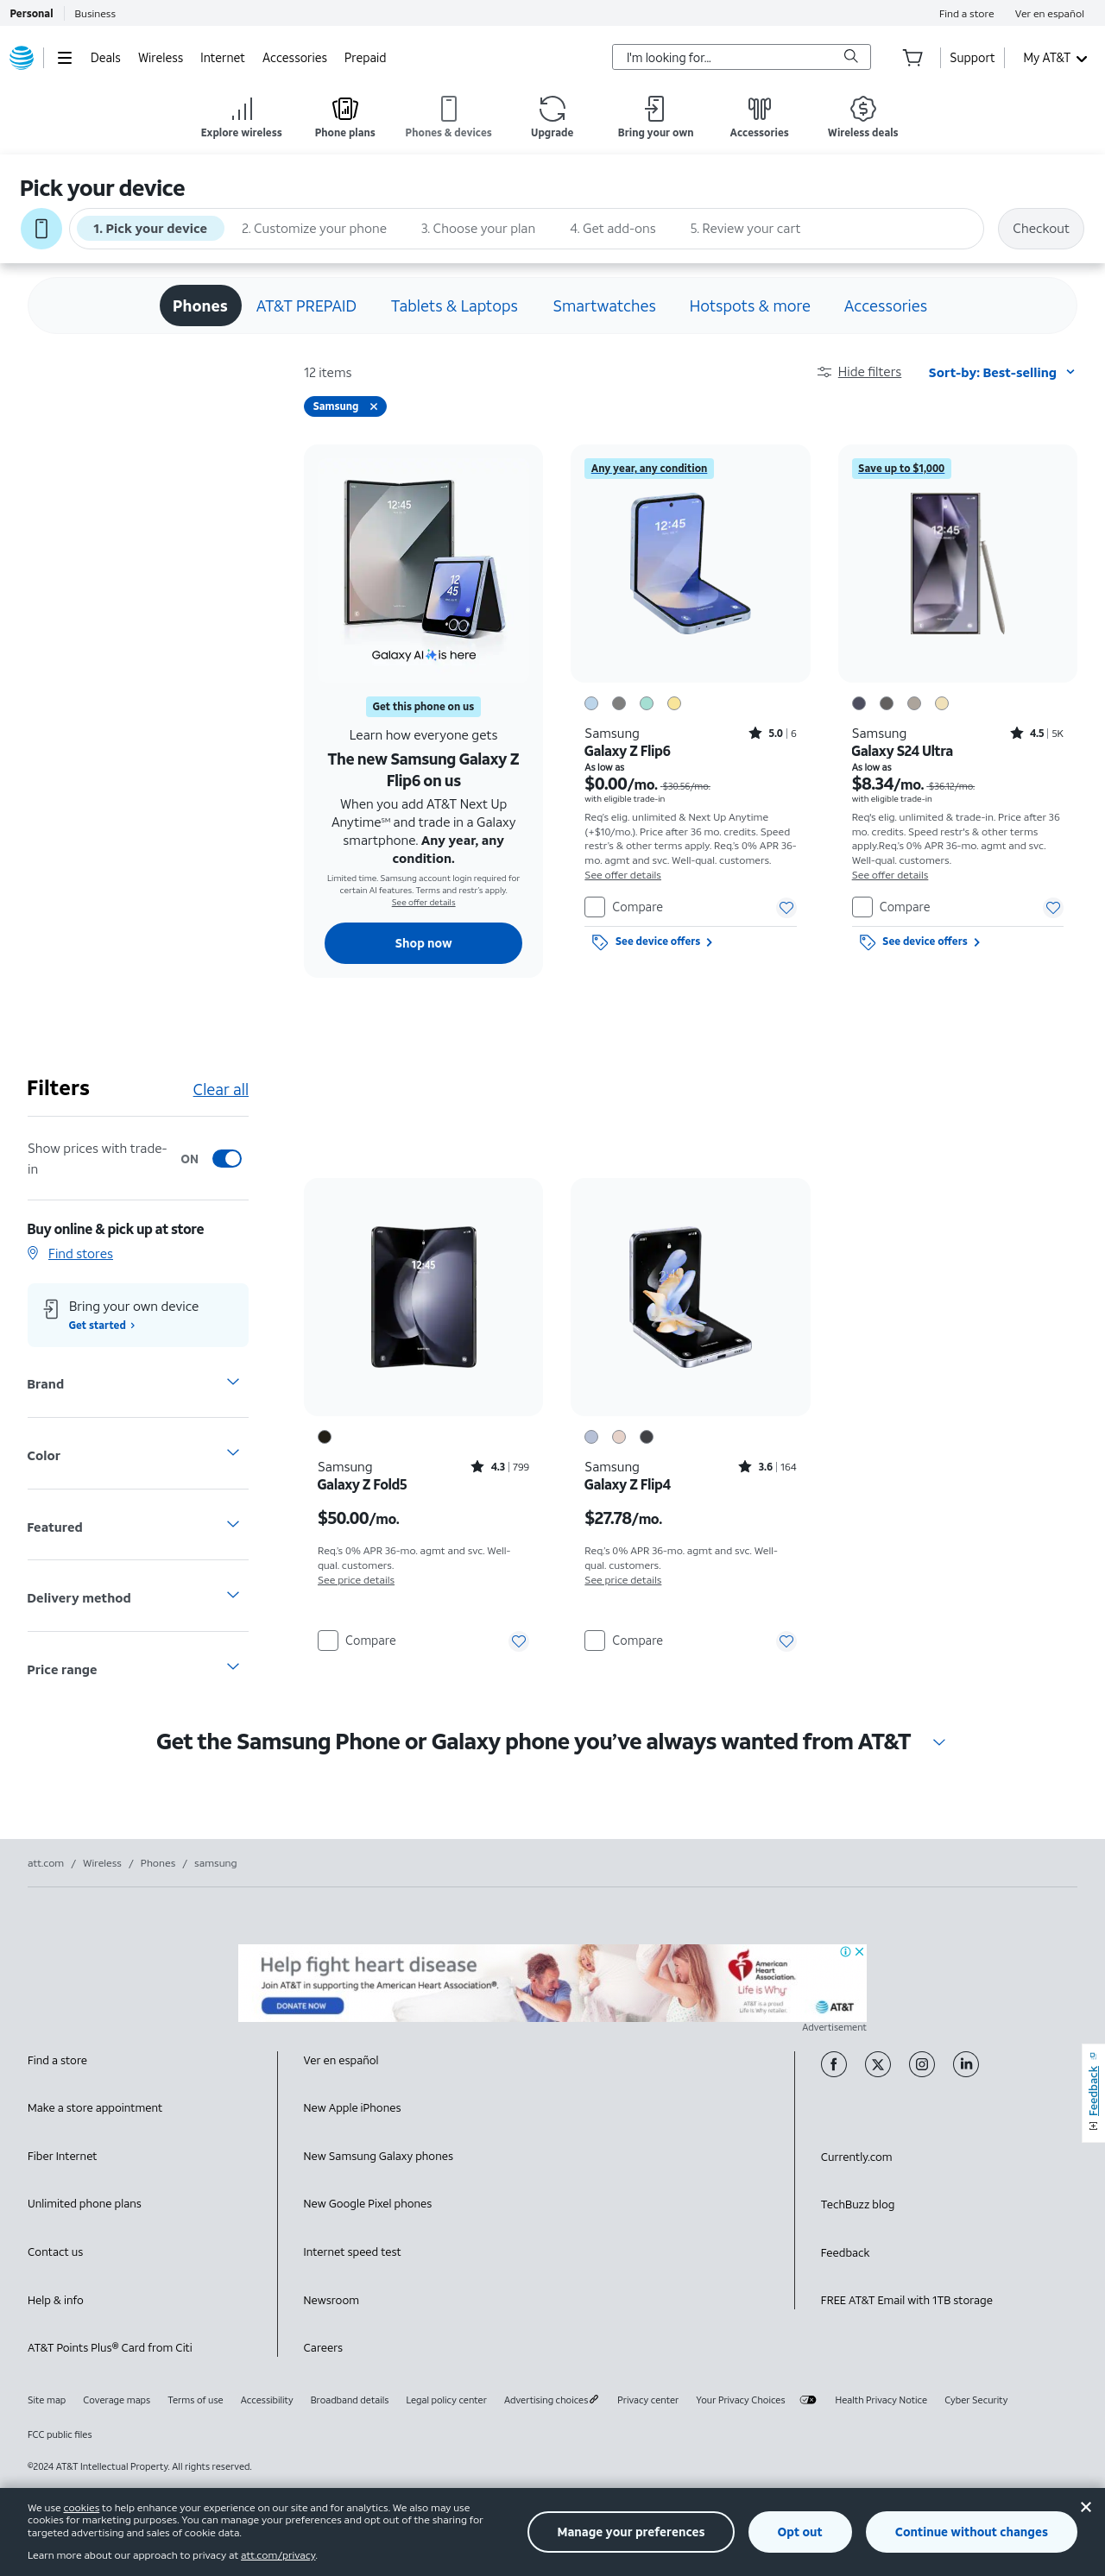 Personal
Business
Find a store
Ver en español
Deals
Wireless
Internet
Accessories
Prepaid
I'm looking for...
Support
My AT&T
Explore wireless
Phone plans
Phones & devices
Upgrade
Bring your own
Accessories
Wireless deals
Pick your device
1. Pick your device
2. Customize your phone
3. Choose your plan
4. Get add-ons
5. Review your cart
Checkout
Phones
AT&T PREPAID
Tablets & Laptops
Smartwatches
Hotspots & more
Accessories
12 items
Hide filters
Sort-by: Best-selling
Samsung
12:45
12
45
Galaxy AI is here
Get this phone on us
Learn how everyone gets
The new Samsung Galaxy Z
Flip6 on us
When you add AT&T Next Up
Anytime℠ and trade in a Galaxy
smartphone. Any year, any
condition.
Limited time. Samsung account login required for
certain AI features. Terms and restr's apply.
See offer details
Shop now
Any year, any condition
12:45
Samsung
5.0 | 6
Galaxy Z Flip6
As low as
$0.00/mo. $30.56/mo.
with eligible trade-in
Req's elig. unlimited & Next Up Anytime
(+$10/mo.). Price after 36 mo. credits. Speed
restr's & other terms apply. Req.'s 0% APR 36-
mo. agmt and svc. Well-qual. customers.
See offer details
Compare
See device offers
Save up to $1,000
12:45
Samsung
4.5 | 5K
Galaxy S24 Ultra
As low as
$8.34/mo. $36.12/mo.
with eligible trade-in
Req's elig. unlimited & trade-in. Price after 36
mo. credits. Speed restr's & other terms
apply.Req.'s 0% APR 36-mo. agmt and svc.
Well-qual. customers.
See offer details
Compare
See device offers
Filters
Clear all
Show prices with trade-
in
ON
Buy online & pick up at store
Find stores
Bring your own device
Get started
Brand
Color
Featured
Delivery method
Price range
12:45
Samsung
4.3 | 799
Galaxy Z Fold5
$50.00/mo.
Req.'s 0% APR 36-mo. agmt and svc. Well-
qual. customers.
See price details
Compare
Samsung
3.6 | 164
Galaxy Z Flip4
$27.78/mo.
Req.'s 0% APR 36-mo. agmt and svc. Well-
qual. customers.
See price details
Compare
Get the Samsung Phone or Galaxy phone you've always wanted from AT&T
att.com / Wireless / Phones / samsung
Help fight heart disease
Join AT&T in supporting the American Heart Association®.
DONATE NOW
American
Heart
Association.
Life is Why™
AT&T is a proud
Life is Why retailer.
AT&T
Advertisement
Find a store
Make a store appointment
Fiber Internet
Unlimited phone plans
Contact us
Help & info
AT&T Points Plus® Card from Citi
Ver en español
New Apple iPhones
New Samsung Galaxy phones
New Google Pixel phones
Internet speed test
Newsroom
Careers
Currently.com
TechBuzz blog
Feedback
FREE AT&T Email with 1TB storage
[+] Feedback
Site map
Coverage maps
Terms of use
Accessibility
Broadband details
Legal policy center
Advertising choices
Privacy center
Your Privacy Choices
Health Privacy Notice
Cyber Security
FCC public files
©2024 AT&T Intellectual Property. All rights reserved.
We use cookies to help enhance your experience on our site and for analytics. We also may use
cookies for marketing purposes. You can manage your preferences and opt out of the sharing for
targeted advertising and sales of cookie data.
Learn more about our approach to privacy at att.com/privacy.
Manage your preferences
Opt out
Continue without changes